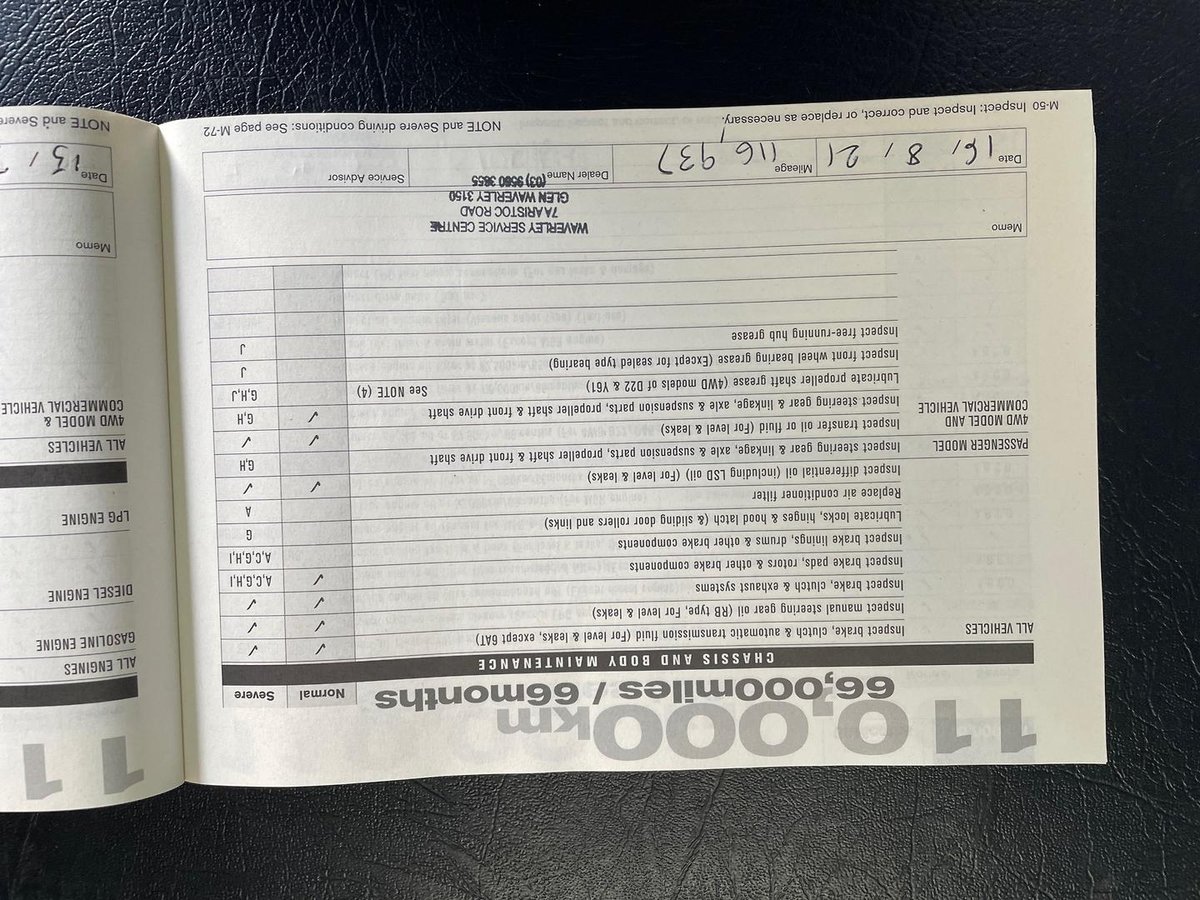 110,000km
66,000miles / 66months Normal Severe
CHASSIS AND BODY MAINTENANCE
ALL VEHICLES Inspect brake, clutch & automatic transmission fluid (For level & leaks, except 6AT) ✓ ✓
Inspect manual steering gear oil (RB type, For level & leaks) ✓ ✓
Inspect brake, clutch & exhaust systems ✓ ✓
Inspect brake pads, rotors & other brake components ✓ A,C,G,H,I
Inspect brake linings, drums & other brake components A,C,G,H,I
Lubricate locks, hinges & hood latch (& sliding door rollers and links) G
Replace air conditioner filter A
Inspect differential oil (including LSD oil) (For level & leaks) ✓ ✓
PASSENGER MODEL Inspect steering gear & linkage, axle & suspension parts, propeller shaft & front drive shaft G,H
4WD MODEL AND Inspect transfer oil or fluid (For level & leaks) ✓ ✓
COMMERCIAL VEHICLE Inspect steering gear & linkage, axle & suspension parts, propeller shaft & front drive shaft ✓ G,H
Lubricate propeller shaft grease (4WD models of D22 & Y61) See NOTE (4) G,H,J
Inspect front wheel bearing grease (Except for sealed type bearing) J
Inspect free-running hub grease J
Memo
WAVERLEY SERVICE CENTRE
7A ARISTOC ROAD
GLEN WAVERLEY 3150
(03) 9560 3855
Date 16 / 8 / 21 Mileage 116,937 Dealer Name Service Advisor
M-50 Inspect: Inspect and correct, or replace as necessary. NOTE and Severe driving conditions: See page M-72
11
ALL ENGINES
GASOLINE ENGINE
DIESEL ENGINE
LPG ENGINE
ALL VEHICLES
4WD MODEL &
COMMERCIAL VEHICLE
Memo
Date 13 /
NOTE and Severe